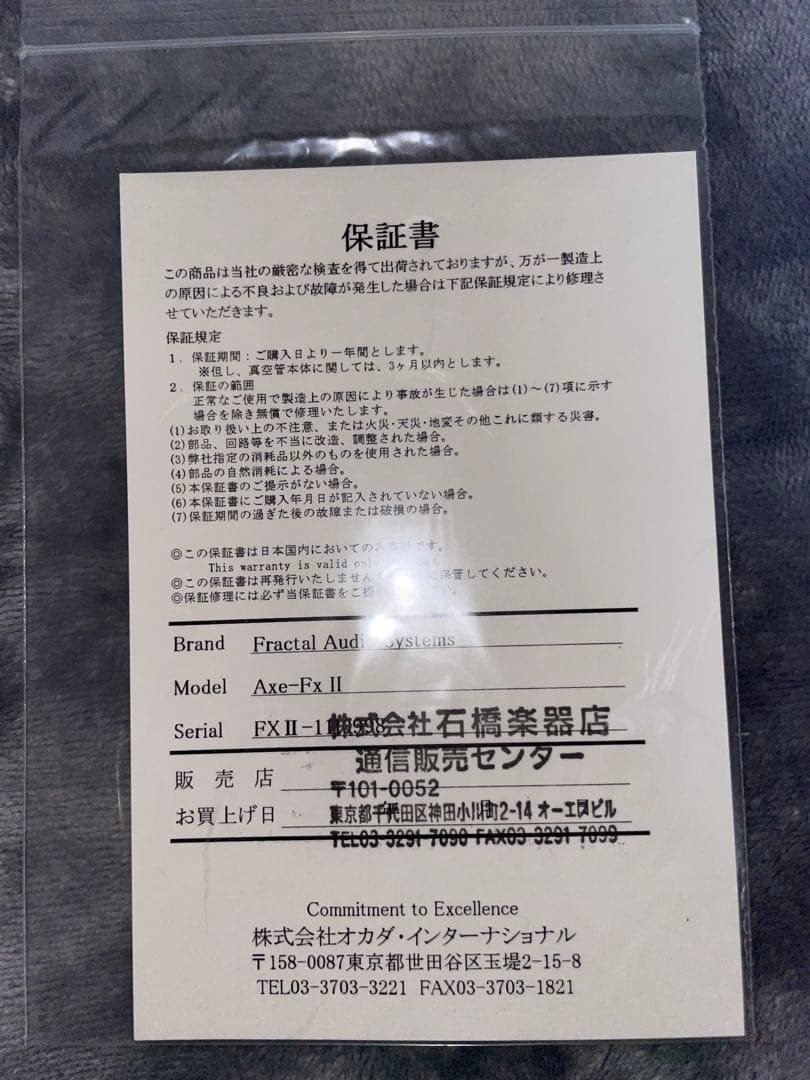 保証書
この商品は当社の厳密な検査を得て出荷されておりますが、万が一製造上
の原因による不良および故障が発生した場合は下記保証規定により修理さ
せていただきます。
保証規定
1．保証期間：ご購入日より一年間とします。
※但し、真空管本体に関しては、3ヶ月以内とします。
2．保証の範囲
正常なご使用で製造上の原因により事故が生じた場合は(1)～(7)項に示す
場合を除き無償で修理いたします。
(1)お取り扱い上の不注意、または火災・天災・地変その他これに類する災害。
(2)部品、回路等を不当に改造、調整された場合。
(3)弊社指定の消耗品以外のものを使用された場合。
(4)部品の自然消耗による場合。
(5)本保証書のご提示がない場合。
(6)本保証書にご購入年月日が記入されていない場合。
(7)保証期間の過ぎた後の故障または破損の場合。
◎この保証書は日本国内においてのみ です。
This warranty is valid only
◎この保証書は再発行いたしません 保管してください。
◎保証修理には必ず当保証書をご提
Brand Fractal Audio Systems
Model Axe-Fx II
Serial FXⅡ-11
株式会社石橋楽器店
通信販売センター
販売店
〒101-0052
お買上げ日
東京都千代田区神田小川町2-14 オーエ ビル
TEL03-3291-7090 FAX03-3291-7099
Commitment to Excellence
株式会社オカダ・インターナショナル
〒158-0087東京都世田谷区玉堤2-15-8
TEL03-3703-3221 FAX03-3703-1821